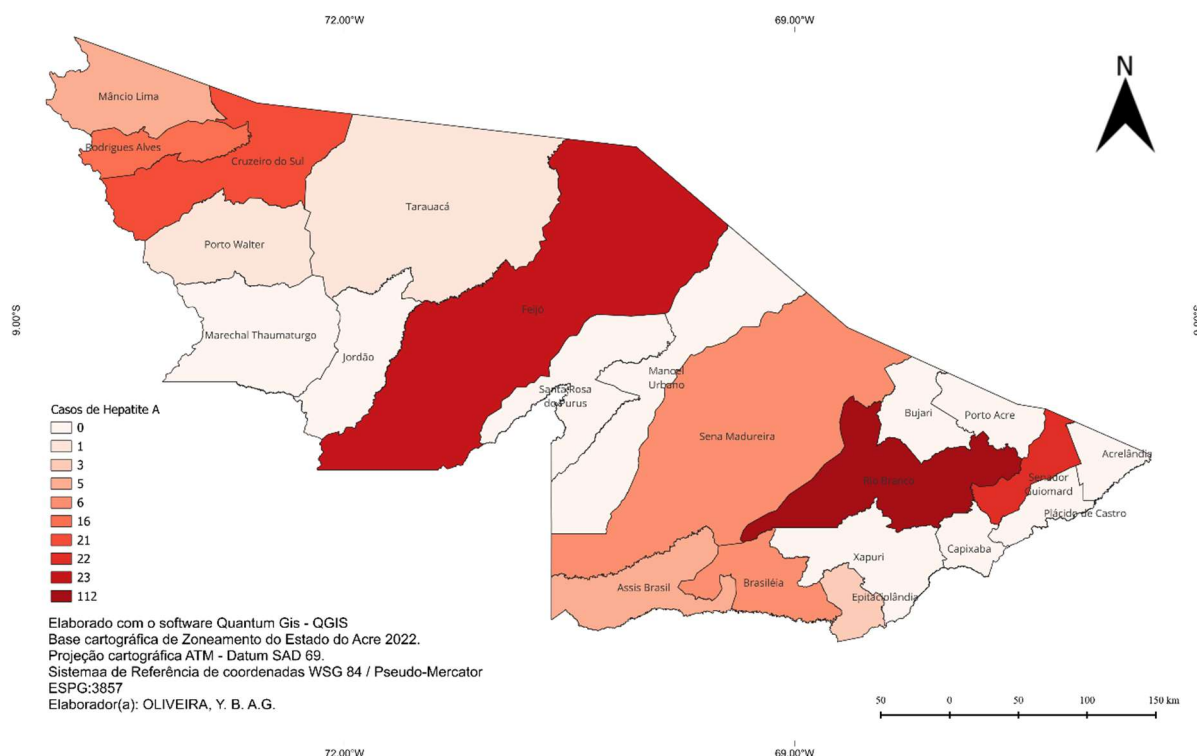 72.00°W
69.00°W
N
Mâncio Lima
Rodrigues Alves
Cruzeiro do Sul
Tarauacá
Porto Walter
9.00°S
9.00°S
Feijó
Marechal Thaumaturgo
Jordão
Manoel
Urbano
Santa Rosa
do Purus
Bujari
Porto Acre
Sena Madureira
Acrelândia
Rio Branco
Senador
Guiomard
Plácido de Castro
Capixaba
Xapuri
Assis Brasil
Brasiléia
Epitaciolândia
Casos de Hepatite A
0
1
3
5
6
16
21
22
23
112
Elaborado com o software Quantum Gis - QGIS
Base cartográfica de Zoneamento do Estado do Acre 2022.
Projeção cartográfica ATM - Datum SAD 69.
Sistemaa de Referência de coordenadas WSG 84 / Pseudo-Mercator
ESPG:3857
Elaborador(a): OLIVEIRA, Y. B. A.G.
50 0 50 100 150 km
72.00°W
69.00°W